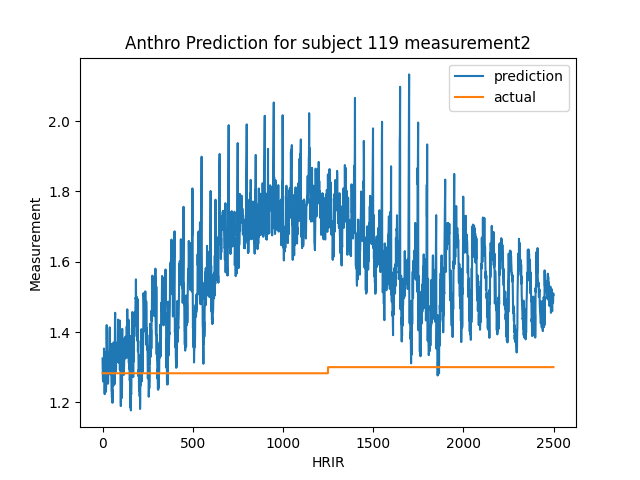 Anthro Prediction for subject 119 measurement2
prediction
actual
2.0
1.8
1.6
1.4
1.2
Measurement
0
500
1000
1500
2000
2500
HRIR